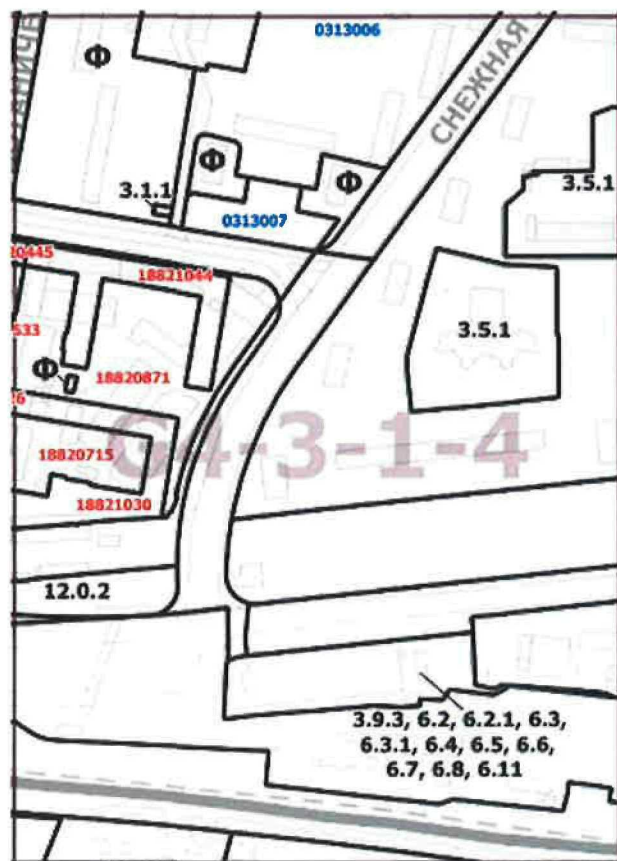 0313006
СНЕЖНАЯ
Ф
Ф
Ф
3.1.1
3.5.1
0313007
18821044
3.5.1
Ф
18820871
G4-3-1-4
18820715
18821030
12.0.2
3.9.3, 6.2, 6.2.1, 6.3,
6.3.1, 6.4, 6.5, 6.6,
6.7, 6.8, 6.11